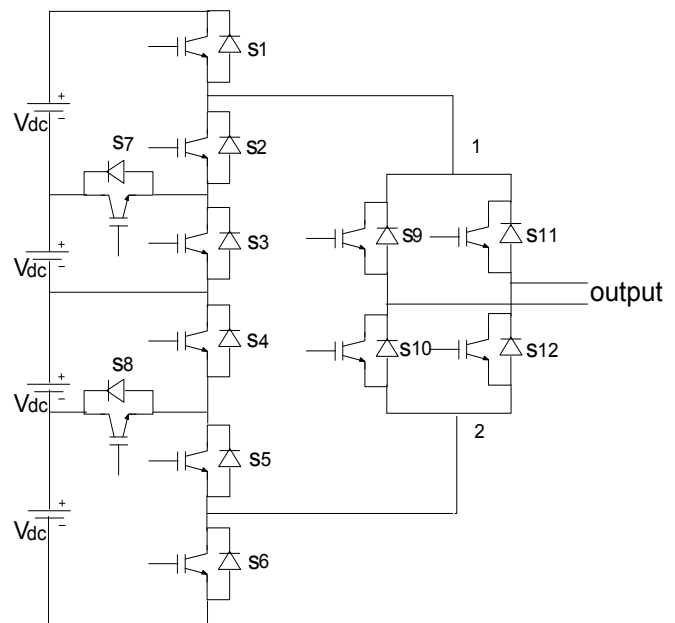 S1
+
Vdc
−
S7
S2
1
+
Vdc
−
S3
S9
S11
output
S4
S8
+
Vdc
−
S10
S12
2
S5
+
Vdc
−
S6